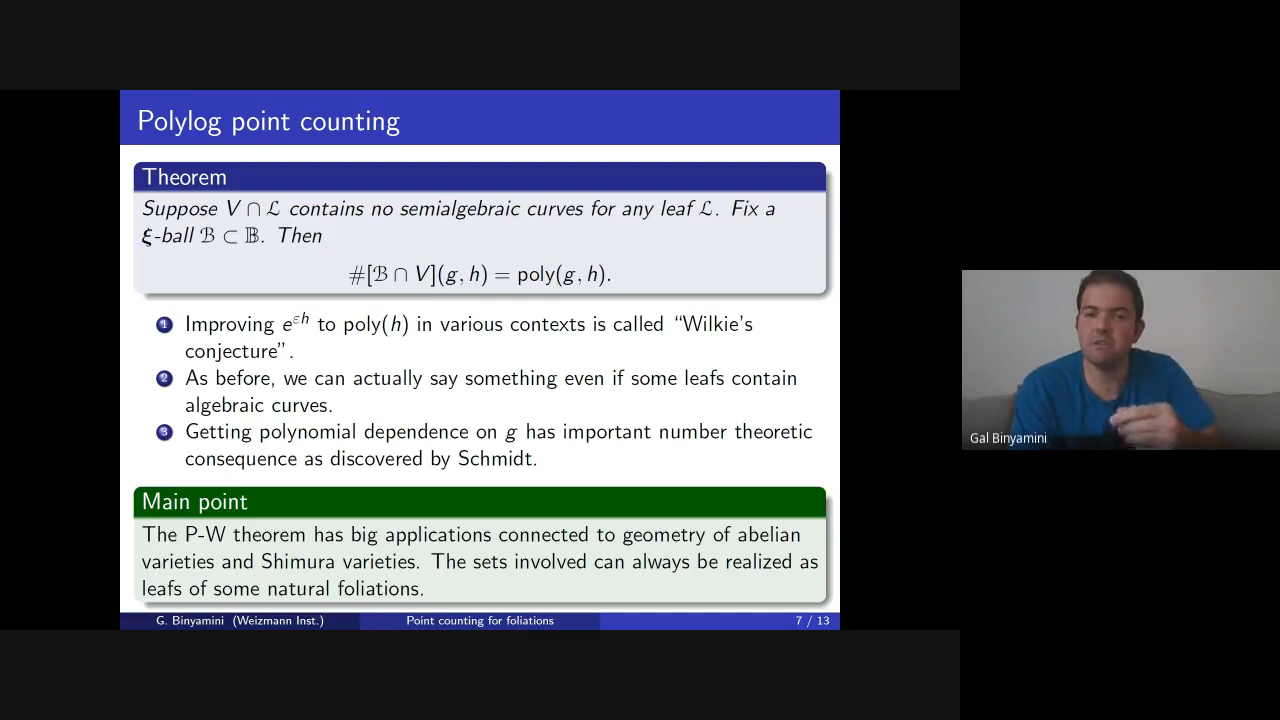 Polylog point counting
Theorem
Suppose V ∩ ℒ contains no semialgebraic curves for any leaf ℒ. Fix a
ξ-ball ℬ ⊂ 𝔹. Then
#[ℬ ∩ V](g, h) = poly(g, h).
1 Improving e^{εh} to poly(h) in various contexts is called “Wilkie’s
conjecture”.
2 As before, we can actually say something even if some leafs contain
algebraic curves.
3 Getting polynomial dependence on g has important number theoretic
consequence as discovered by Schmidt.
Main point
The P-W theorem has big applications connected to geometry of abelian
varieties and Shimura varieties. The sets involved can always be realized as
leafs of some natural foliations.
G. Binyamini (Weizmann Inst.) Point counting for foliations 7 / 13
Gal Binyamini